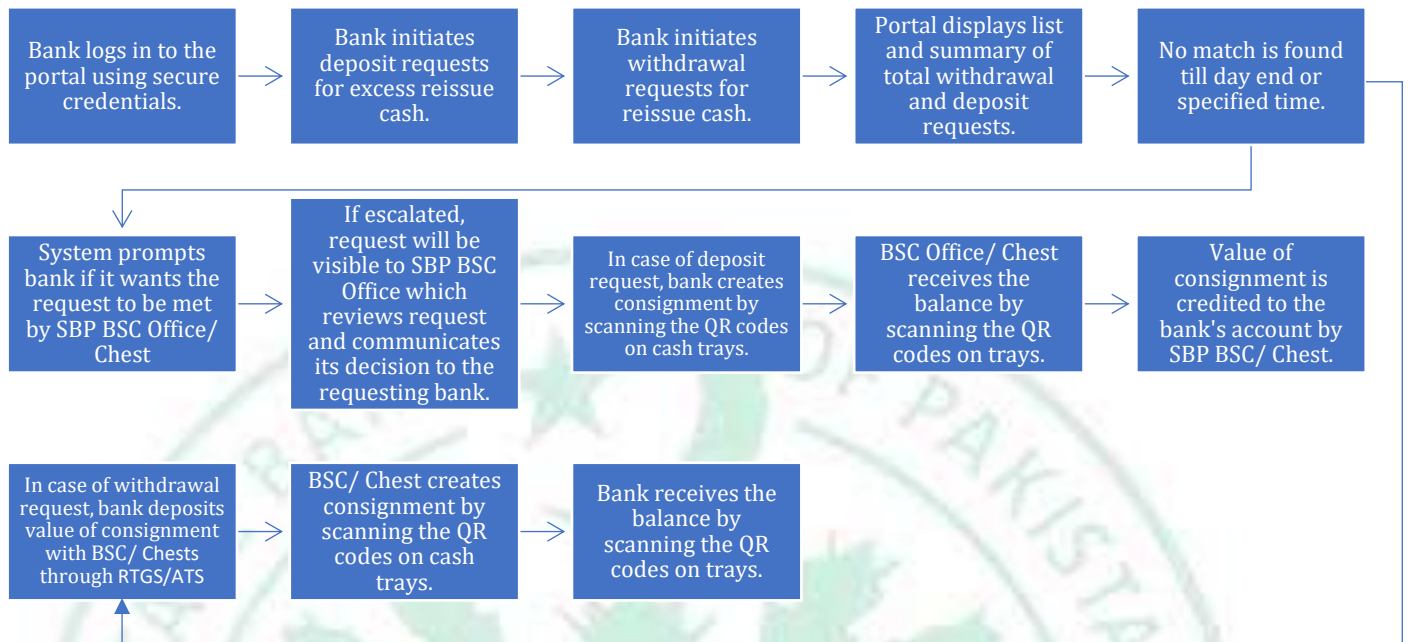 Bank logs in to the
portal using secure
credentials.
Bank initiates
deposit requests
for excess reissue
cash.
Bank initiates
withdrawal
requests for
reissue cash.
Portal displays list
and summary of
total withdrawal
and deposit
requests.
No match is found
till day end or
specified time.
System prompts
bank if it wants the
request to be met
by SBP BSC Office/
Chest
If escalated,
request will be
visible to SBP BSC
Office which
reviews request
and communicates
its decision to the
requesting bank.
In case of deposit
request, bank creates
consignment by
scanning the QR codes
on cash trays.
BSC Office/ Chest
receives the
balance by
scanning the QR
codes on trays.
Value of
consignment is
credited to the
bank's account by
SBP BSC/ Chest.
In case of withdrawal
request, bank deposits
value of consignment
with BSC/ Chests
through RTGS/ATS
BSC/ Chest creates
consignment by
scanning the QR
codes on cash
trays.
Bank receives the
balance by
scanning the QR
codes on trays.
OF PAKISTA